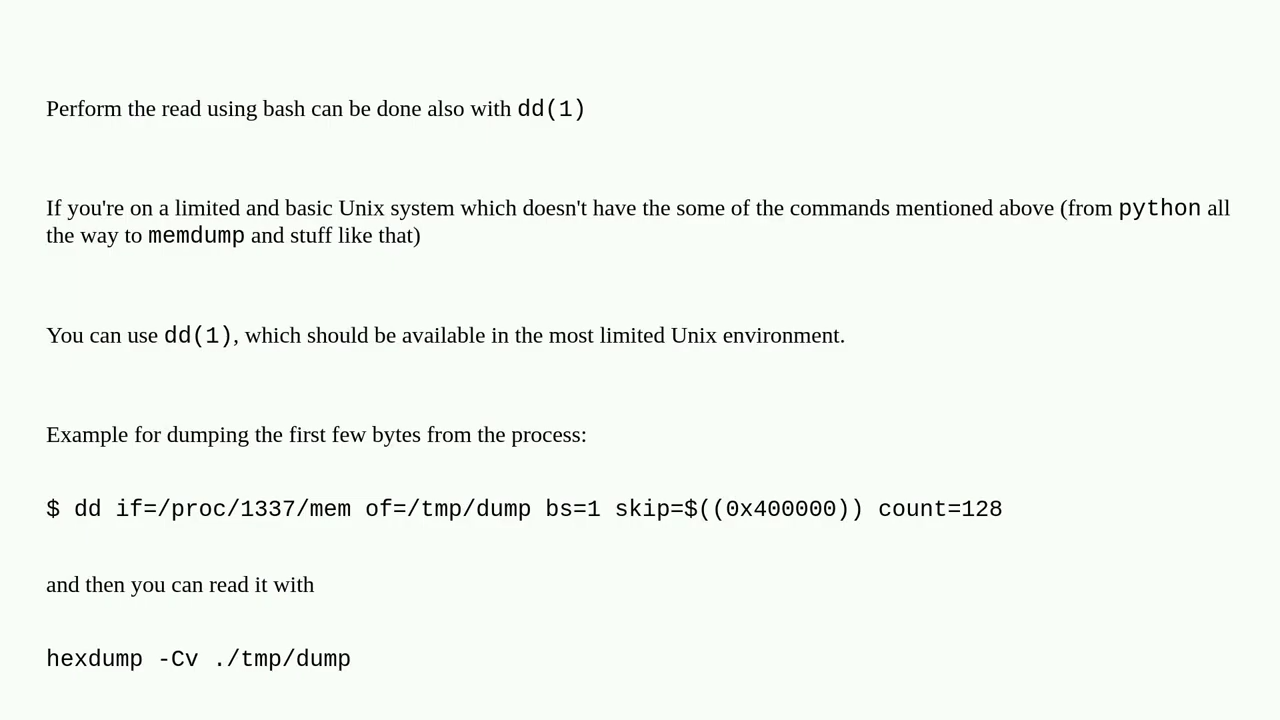 Perform the read using bash can be done also with dd(1)
If you're on a limited and basic Unix system which doesn't have the some of the commands mentioned above (from python all
the way to memdump and stuff like that)
You can use dd(1), which should be available in the most limited Unix environment.
Example for dumping the first few bytes from the process:
$ dd if=/proc/1337/mem of=/tmp/dump bs=1 skip=$((0x400000)) count=128
and then you can read it with
hexdump -Cv ./tmp/dump